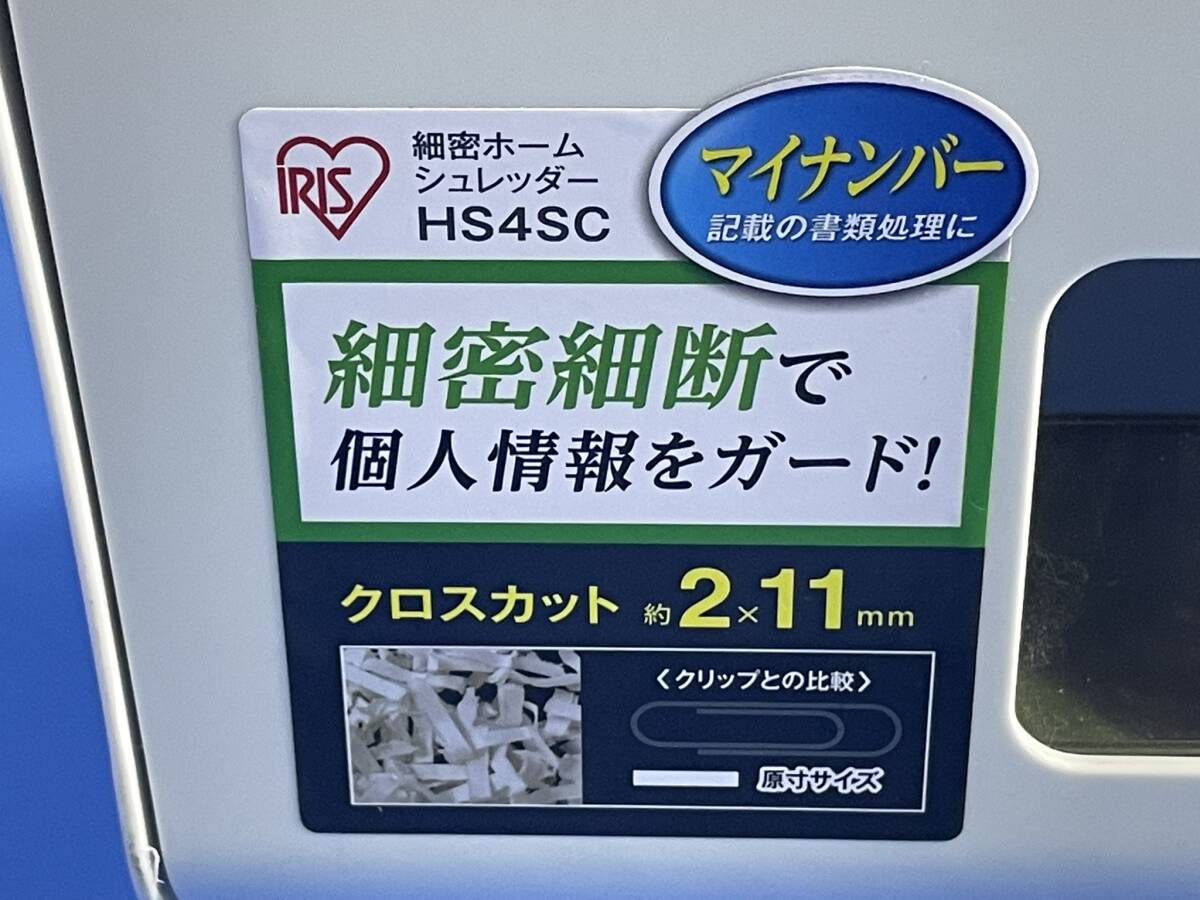 IRIS
細密ホーム
シュレッダー
HS4SC
マイナンバー
記載の書類処理に
細密細断で
個人情報をガード!
クロスカット 約2×11mm
〈クリップとの比較〉
原寸サイズ